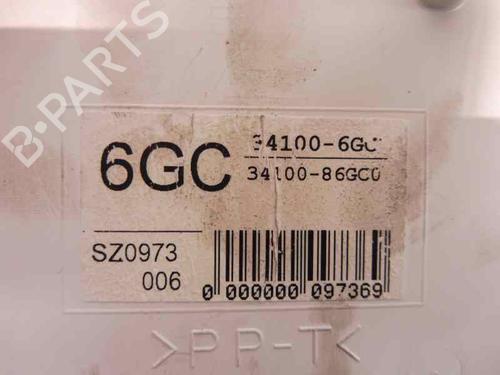 B-PARTS
6GC
34100-6GC
34100-86GC0
SZ0973
006
0 000000 097369
>PP-T<